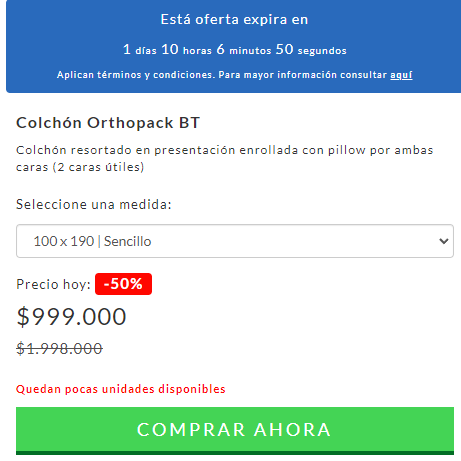 Está oferta expira en
1 días 10 horas 6 minutos 50 segundos
Aplican términos y condiciones. Para mayor información consultar aquí
Colchón Orthopack BT
Colchón resortado en presentación enrollada con pillow por ambas
caras (2 caras útiles)
Seleccione una medida:
100 x 190 | Sencillo
Precio hoy: -50%
$999.000
$1.998.000
Quedan pocas unidades disponibles
COMPRAR AHORA